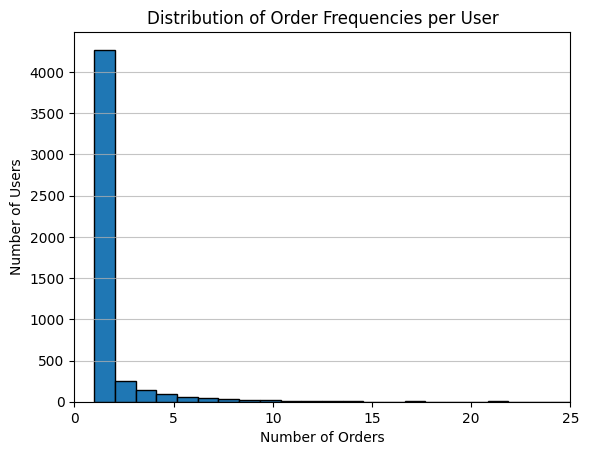 Distribution of Order Frequencies per User
Number of Users
4000
3500
3000
2500
2000
1500
1000
500
0
0 5 10 15 20 25
Number of Orders